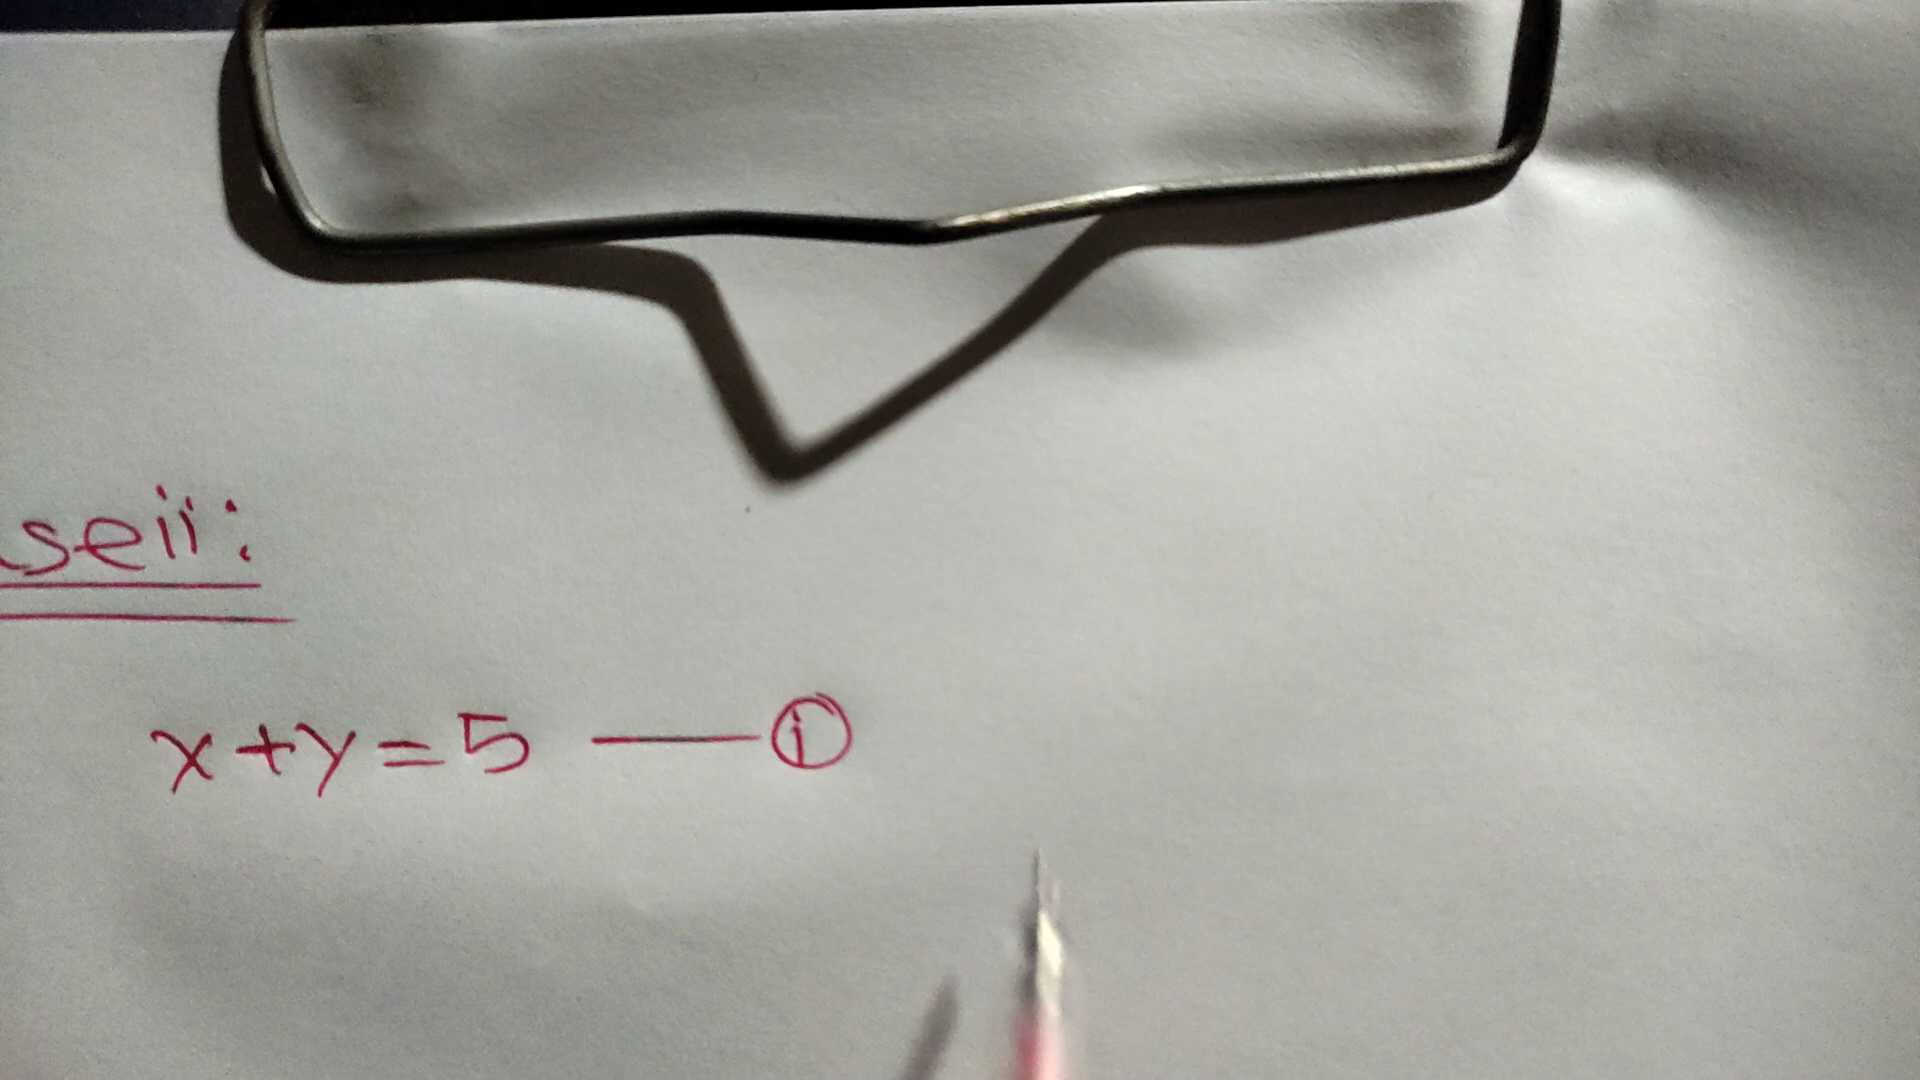 seii:
x+y=5 —— ⓘ